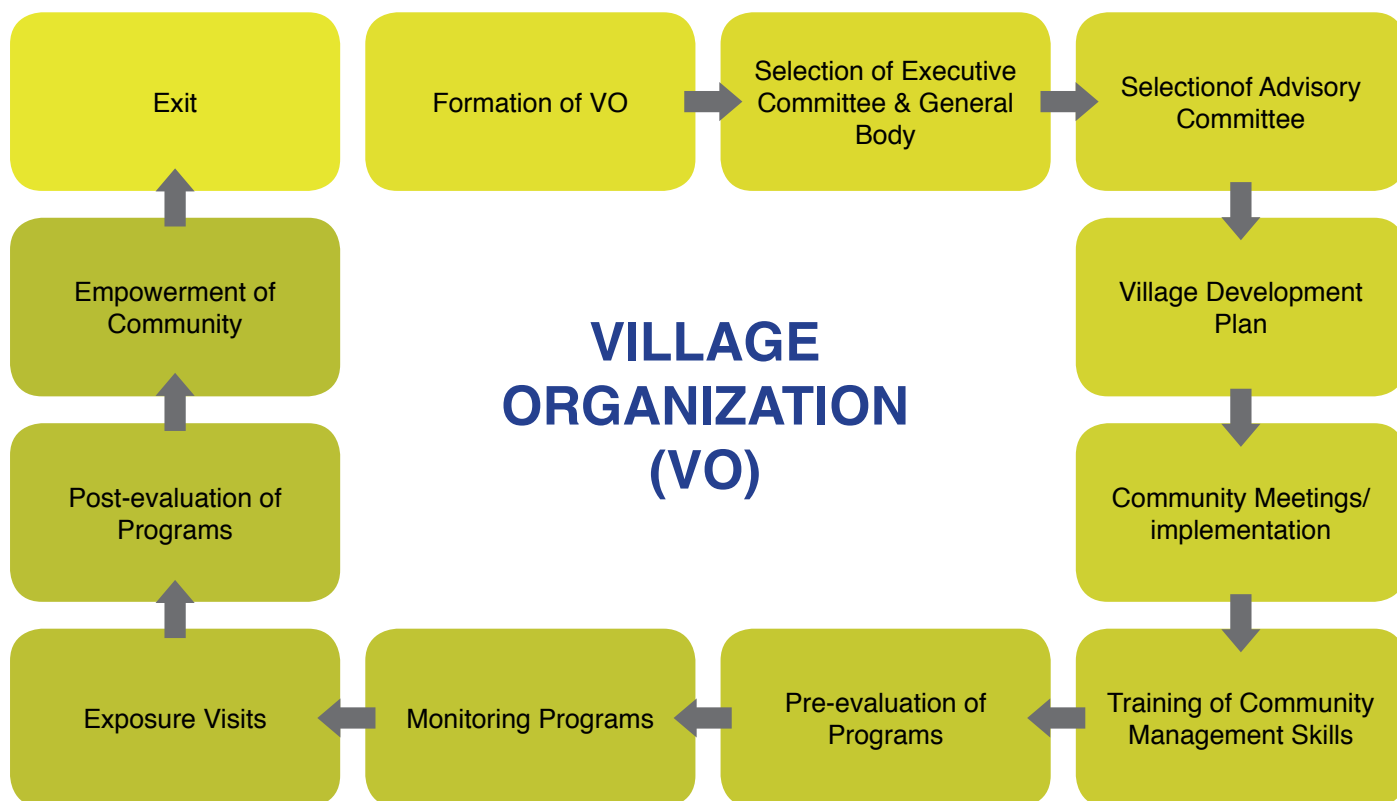 Exit
Formation of VO
Selection of Executive
Committee & General
Body
Selectionof Advisory
Committee
Village Development
Plan
Community Meetings/
implementation
Training of Community
Management Skills
Pre-evaluation of
Programs
Monitoring Programs
Exposure Visits
Post-evaluation of
Programs
Empowerment of
Community
VILLAGE
ORGANIZATION
(VO)